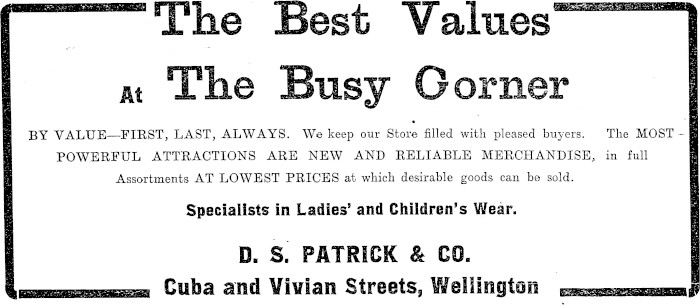 The Best Values
At The Busy Corner
BY VALUE—FIRST, LAST, ALWAYS. We keep our Store filled with pleased buyers. The MOST-
POWERFUL ATTRACTIONS ARE NEW AND RELIABLE MERCHANDISE, in full
Assortments AT LOWEST PRICES at which desirable goods can be sold.
Specialists in Ladies' and Children's Wear.
D. S. PATRICK & CO.
Cuba and Vivian Streets, Wellington